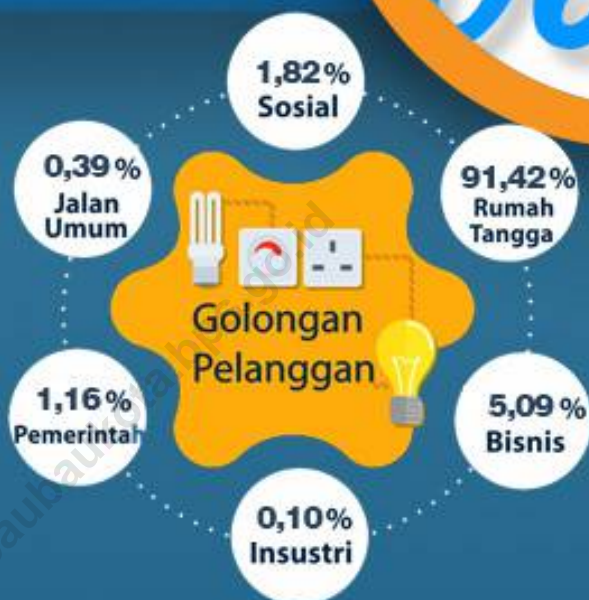 1,82%
Sosial
0,39%
Jalan
Umum
91,42%
Rumah
Tangga
Golongan
Pelanggan
1,16%
Pemerintah
5,09%
Bisnis
0,10%
Insustri